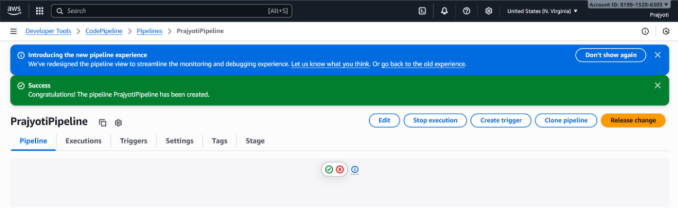 aws
Search
[Alt+S]
United States (N. Virginia)
Account ID: 8199-1320-6303
Prajyoti
Developer Tools > CodePipeline > Pipelines > PrajyotiPipeline
Introducing the new pipeline experience
We've redesigned the pipeline view to streamline the monitoring and debugging experience. Let us know what you think. Or go back to the old experience.
Don't show again
Success
Congratulations! The pipeline PrajyotiPipeline has been created.
PrajyotiPipeline
Edit
Stop execution
Create trigger
Clone pipeline
Release change
Pipeline
Executions
Triggers
Settings
Tags
Stage